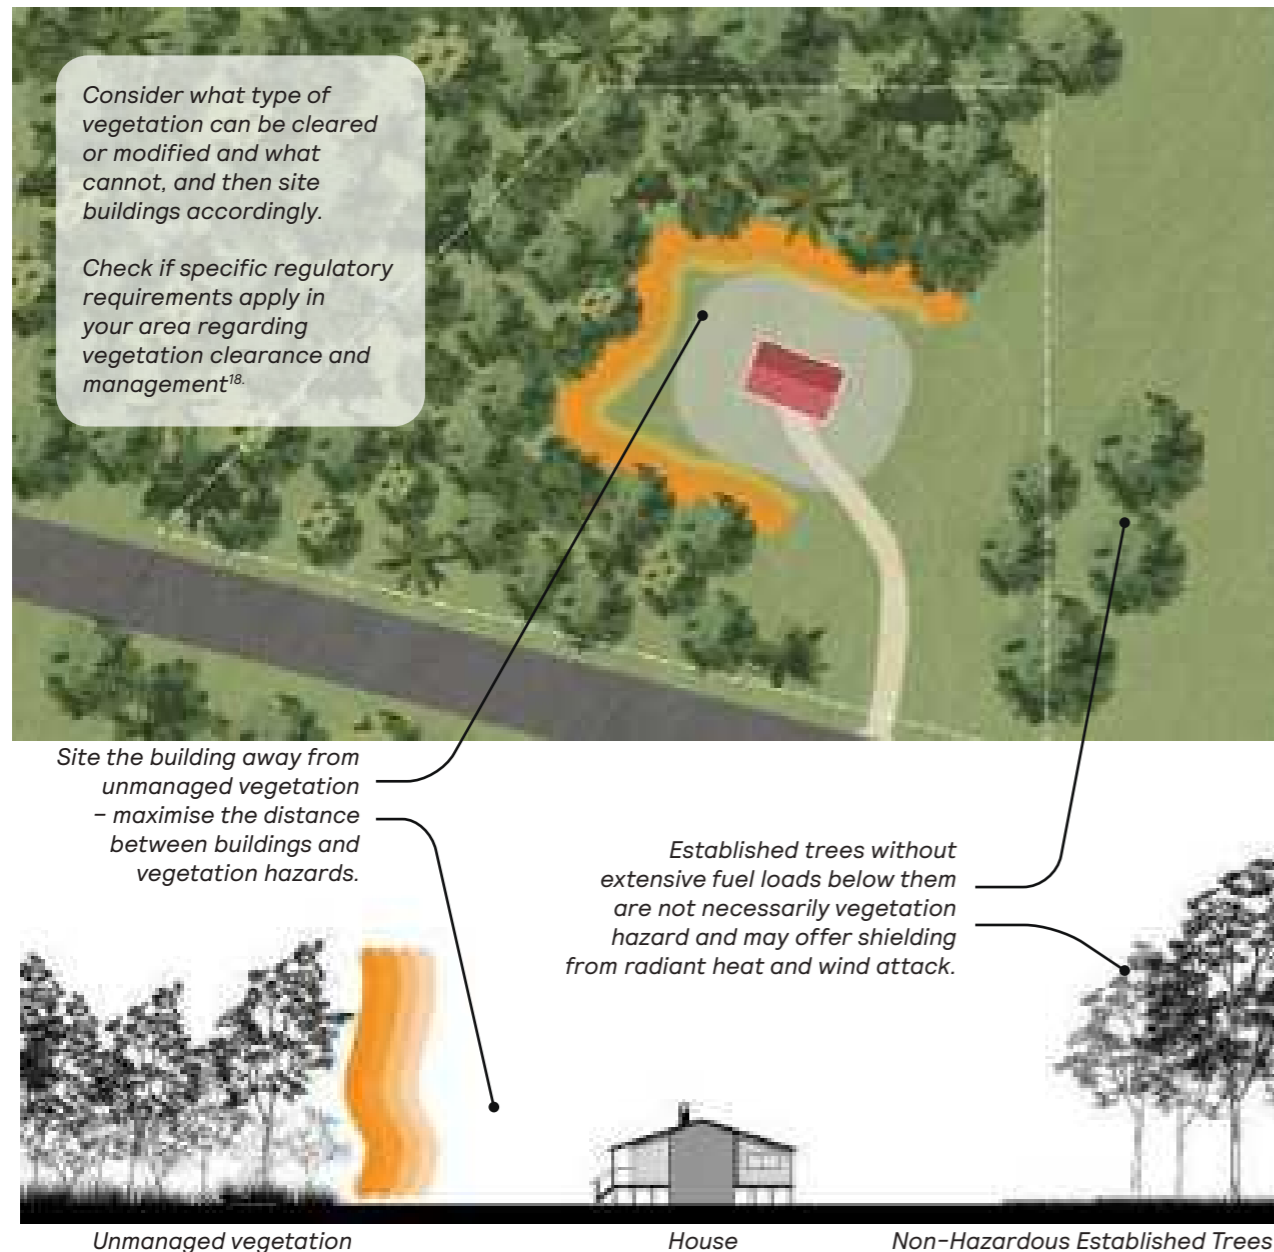 Consider what type of
vegetation can be cleared
or modified and what
cannot, and then site
buildings accordingly.
Check if specific regulatory
requirements apply in
your area regarding
vegetation clearance and
management18.
Site the building away from
unmanaged vegetation
– maximise the distance
between buildings and
vegetation hazards.
Established trees without
extensive fuel loads below them
are not necessarily vegetation
hazard and may offer shielding
from radiant heat and wind attack.
Unmanaged vegetation
House
Non-Hazardous Established Trees